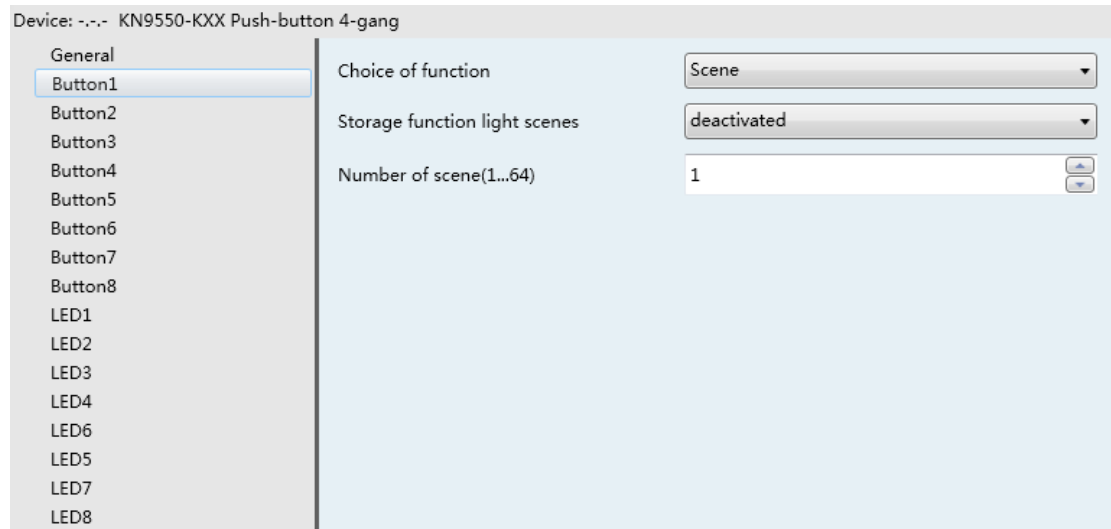 Device: -.-.- KN9550-KXX Push-button 4-gang
General
Button1
Button2
Button3
Button4
Button5
Button6
Button7
Button8
LED1
LED2
LED3
LED4
LED6
LED5
LED7
LED8
Choice of function Scene
Storage function light scenes deactivated
Number of scene(1...64) 1